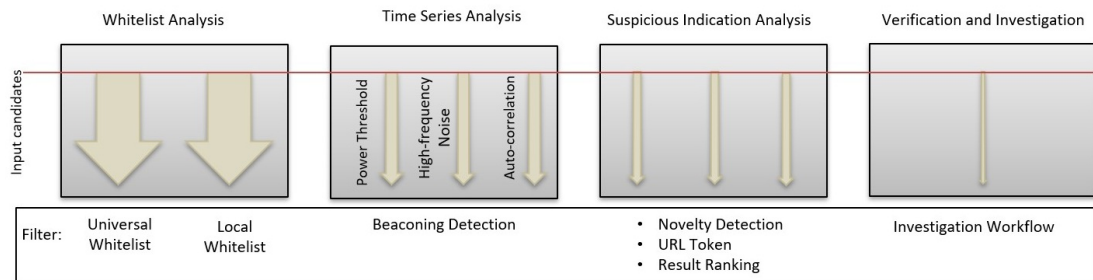 Whitelist Analysis
Time Series Analysis
Suspicious Indication Analysis
Verification and Investigation
Input candidates
Power Threshold
High-frequency
Noise
Auto-correlation
Filter:
Universal
Whitelist
Local
Whitelist
Beaconing Detection
• Novelty Detection
• URL Token
• Result Ranking
Investigation Workflow